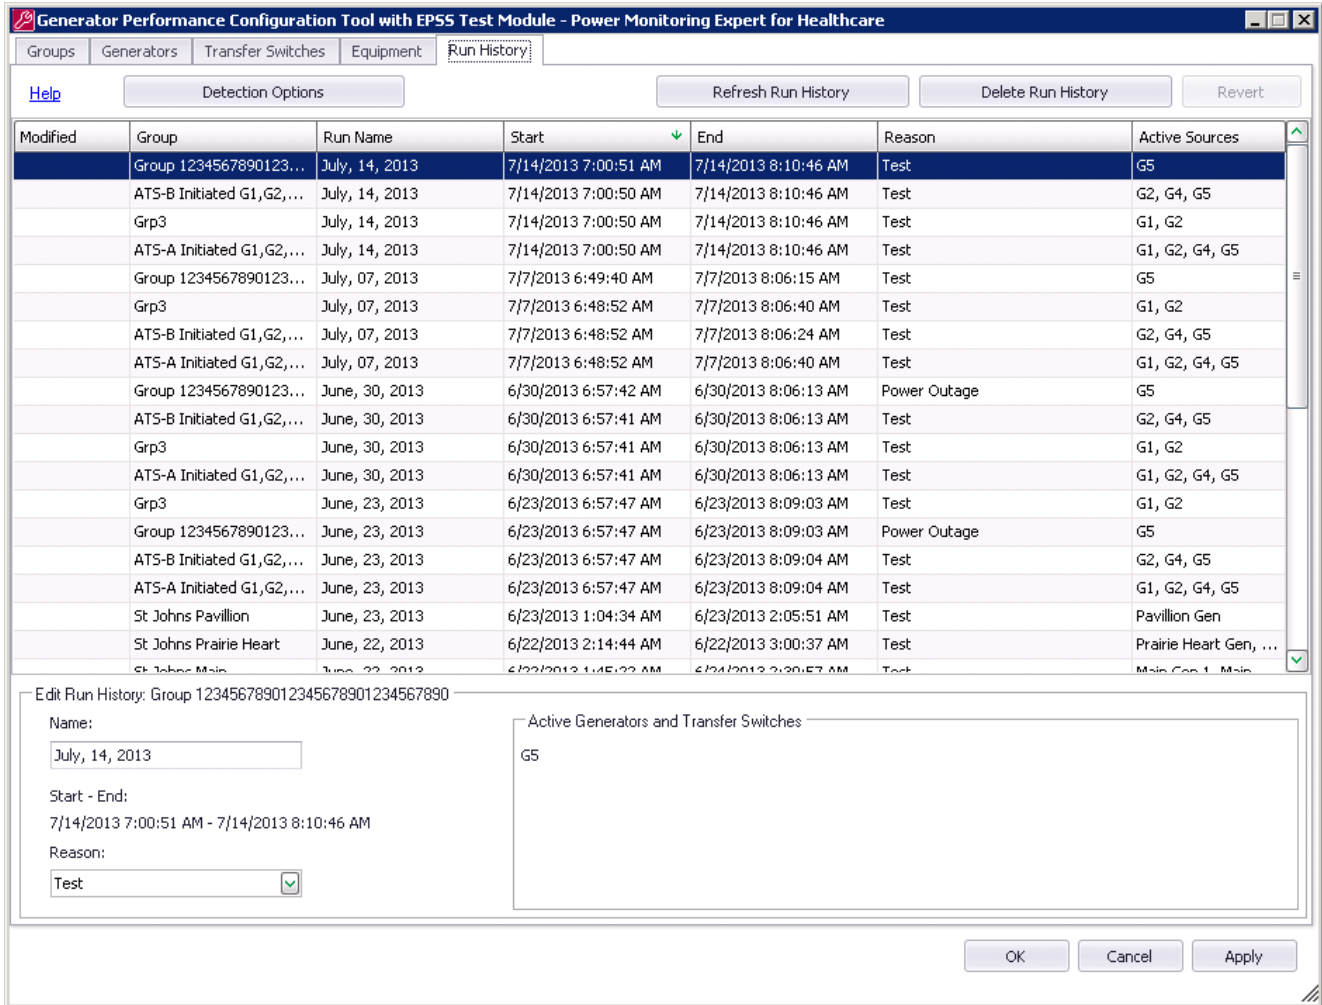 Generator Performance Configuration Tool with EPSS Test Module - Power Monitoring Expert for Healthcare
Groups Generators Transfer Switches Equipment Run History
Help Detection Options Refresh Run History Delete Run History Revert
Modified Group Run Name Start End Reason Active Sources
Group 1234567890123... July, 14, 2013 7/14/2013 7:00:51 AM 7/14/2013 8:10:46 AM Test G5
ATS-B Initiated G1,G2,... July, 14, 2013 7/14/2013 7:00:50 AM 7/14/2013 8:10:46 AM Test G2, G4, G5
Grp3 July, 14, 2013 7/14/2013 7:00:50 AM 7/14/2013 8:10:46 AM Test G1, G2
ATS-A Initiated G1,G2,... July, 14, 2013 7/14/2013 7:00:50 AM 7/14/2013 8:10:46 AM Test G1, G2, G4, G5
Group 1234567890123... July, 07, 2013 7/7/2013 6:49:40 AM 7/7/2013 8:06:15 AM Test G5
Grp3 July, 07, 2013 7/7/2013 6:48:52 AM 7/7/2013 8:06:40 AM Test G1, G2
ATS-B Initiated G1,G2,... July, 07, 2013 7/7/2013 6:48:52 AM 7/7/2013 8:06:24 AM Test G2, G4, G5
ATS-A Initiated G1,G2,... July, 07, 2013 7/7/2013 6:48:52 AM 7/7/2013 8:06:40 AM Test G1, G2, G4, G5
Group 1234567890123... June, 30, 2013 6/30/2013 6:57:42 AM 6/30/2013 8:06:13 AM Power Outage G5
ATS-B Initiated G1,G2,... June, 30, 2013 6/30/2013 6:57:41 AM 6/30/2013 8:06:13 AM Test G2, G4, G5
Grp3 June, 30, 2013 6/30/2013 6:57:41 AM 6/30/2013 8:06:13 AM Test G1, G2
ATS-A Initiated G1,G2,... June, 30, 2013 6/30/2013 6:57:41 AM 6/30/2013 8:06:13 AM Test G1, G2, G4, G5
Grp3 June, 23, 2013 6/23/2013 6:57:47 AM 6/23/2013 8:09:03 AM Test G1, G2
Group 1234567890123... June, 23, 2013 6/23/2013 6:57:47 AM 6/23/2013 8:09:03 AM Power Outage G5
ATS-B Initiated G1,G2,... June, 23, 2013 6/23/2013 6:57:47 AM 6/23/2013 8:09:04 AM Test G2, G4, G5
ATS-A Initiated G1,G2,... June, 23, 2013 6/23/2013 6:57:47 AM 6/23/2013 8:09:04 AM Test G1, G2, G4, G5
St Johns Pavillion June, 23, 2013 6/23/2013 1:04:34 AM 6/23/2013 2:05:51 AM Test Pavillion Gen
St Johns Prairie Heart June, 22, 2013 6/22/2013 2:14:44 AM 6/22/2013 3:00:37 AM Test Prairie Heart Gen, ...
St Johns Main June, 22, 2013 6/22/2013 1:45:22 AM 6/24/2013 2:30:57 AM Test Main Gen 1, Main
Edit Run History: Group 123456789012345678901234567890
Name:
July, 14, 2013
Start - End:
7/14/2013 7:00:51 AM - 7/14/2013 8:10:46 AM
Reason:
Test
Active Generators and Transfer Switches
G5
OK Cancel Apply